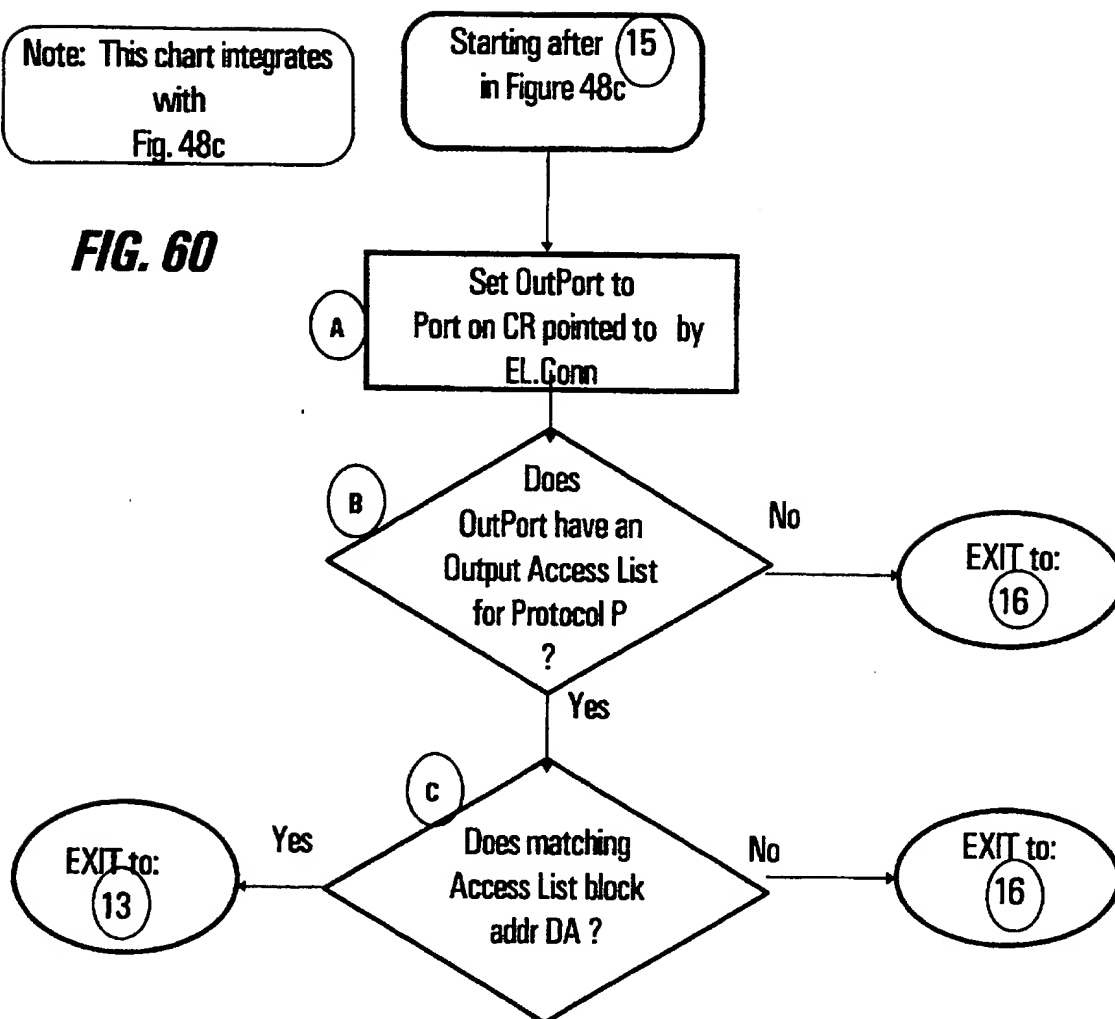 Note: This chart integrates
with
Fig. 48c
Starting after 15
in Figure 48c
FIG. 60
A
Set OutPort to
Port on CR pointed to by
EL.Conn
B
Does
OutPort have an
Output Access List
for Protocol P
?
No
EXIT to:
16
Yes
C
Does matching
Access List block
addr DA ?
Yes
EXIT to:
13
No
EXIT to:
16